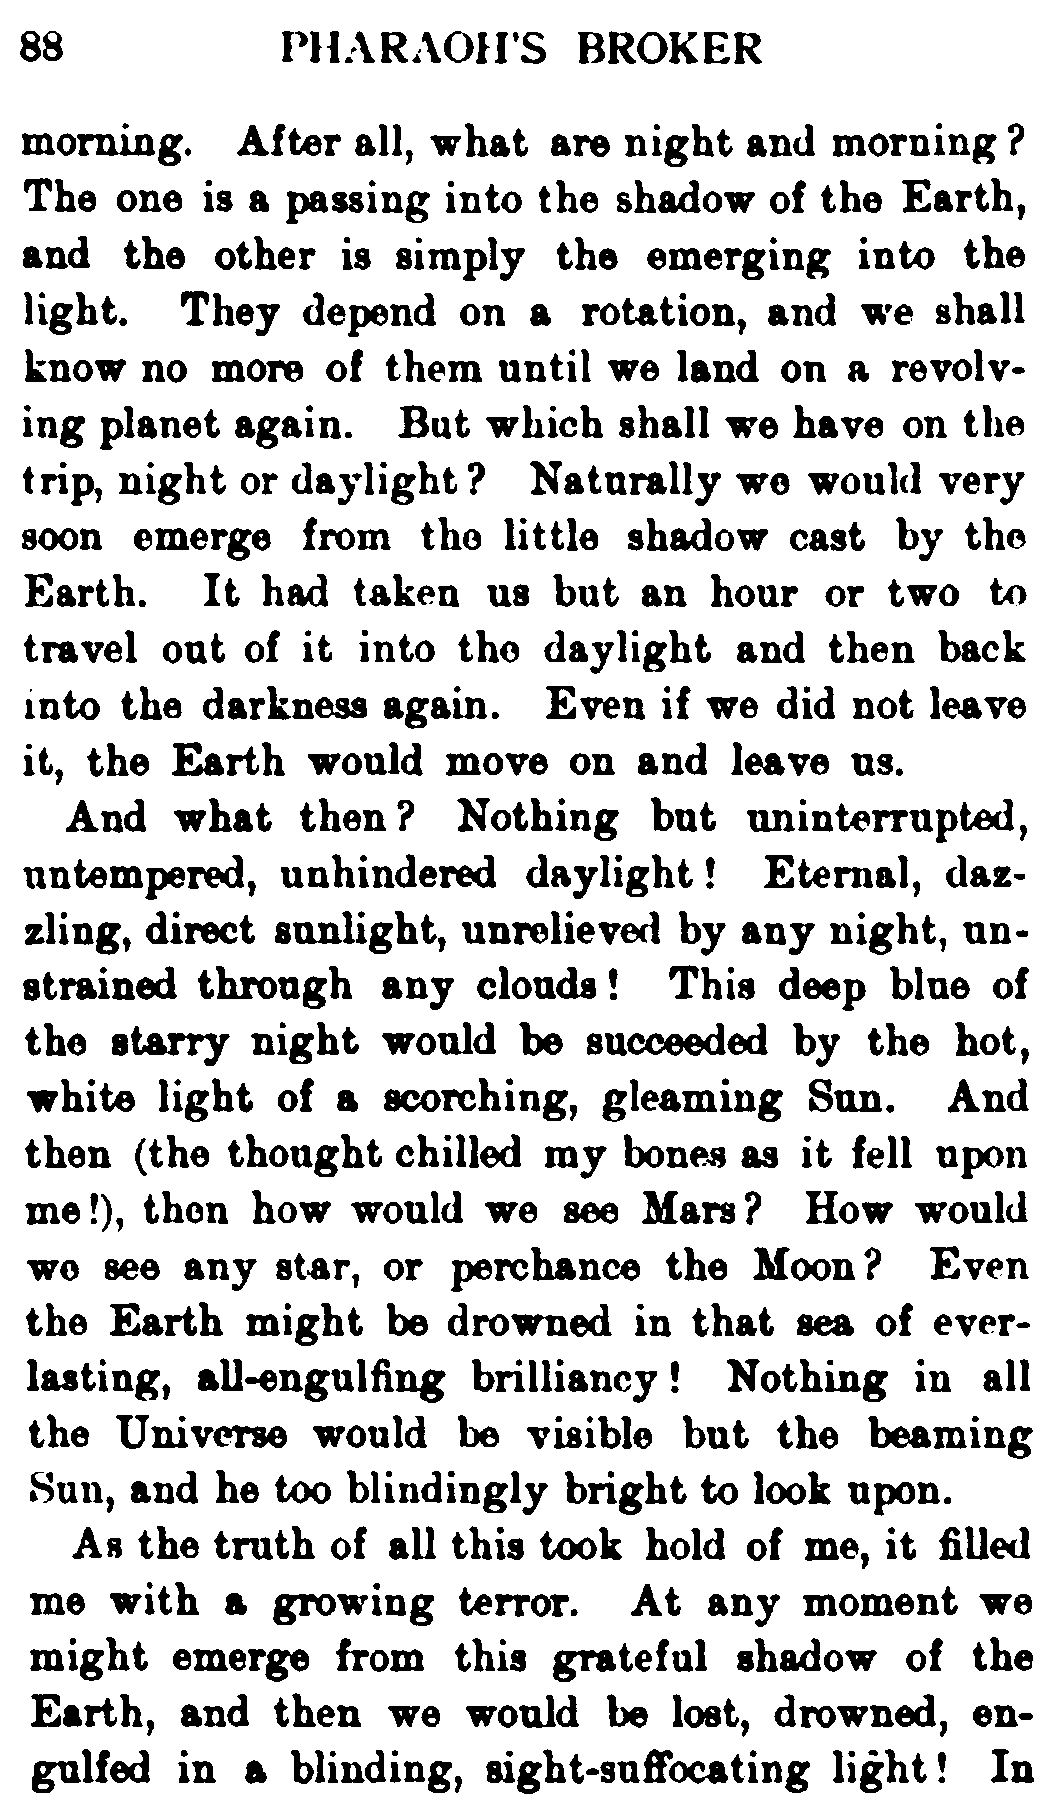 88 PHARAOH'S BROKER
morning. After all, what are night and morning?
The one is a passing into the shadow of the Earth,
and the other is simply the emerging into the
light. They depend on a rotation, and we shall
know no more of them until we land on a revolv-
ing planet again. But which shall we have on the
trip, night or daylight? Naturally we would very
soon emerge from the little shadow cast by the
Earth. It had taken us but an hour or two to
travel out of it into the daylight and then back
into the darkness again. Even if we did not leave
it, the Earth would move on and leave us.
And what then? Nothing but uninterrupted,
untempered, unhindered daylight! Eternal, daz-
zling, direct sunlight, unrelieved by any night, un-
strained through any clouds! This deep blue of
the starry night would be succeeded by the hot,
white light of a scorching, gleaming Sun. And
then (the thought chilled my bones as it fell upon
me!), then how would we see Mars? How would
we see any star, or perchance the Moon? Even
the Earth might be drowned in that sea of ever-
lasting, all-engulfing brilliancy! Nothing in all
the Universe would be visible but the beaming
Sun, and he too blindingly bright to look upon.
As the truth of all this took hold of me, it filled
me with a growing terror. At any moment we
might emerge from this grateful shadow of the
Earth, and then we would be lost, drowned, en-
gulfed in a blinding, sight-suffocating light! In